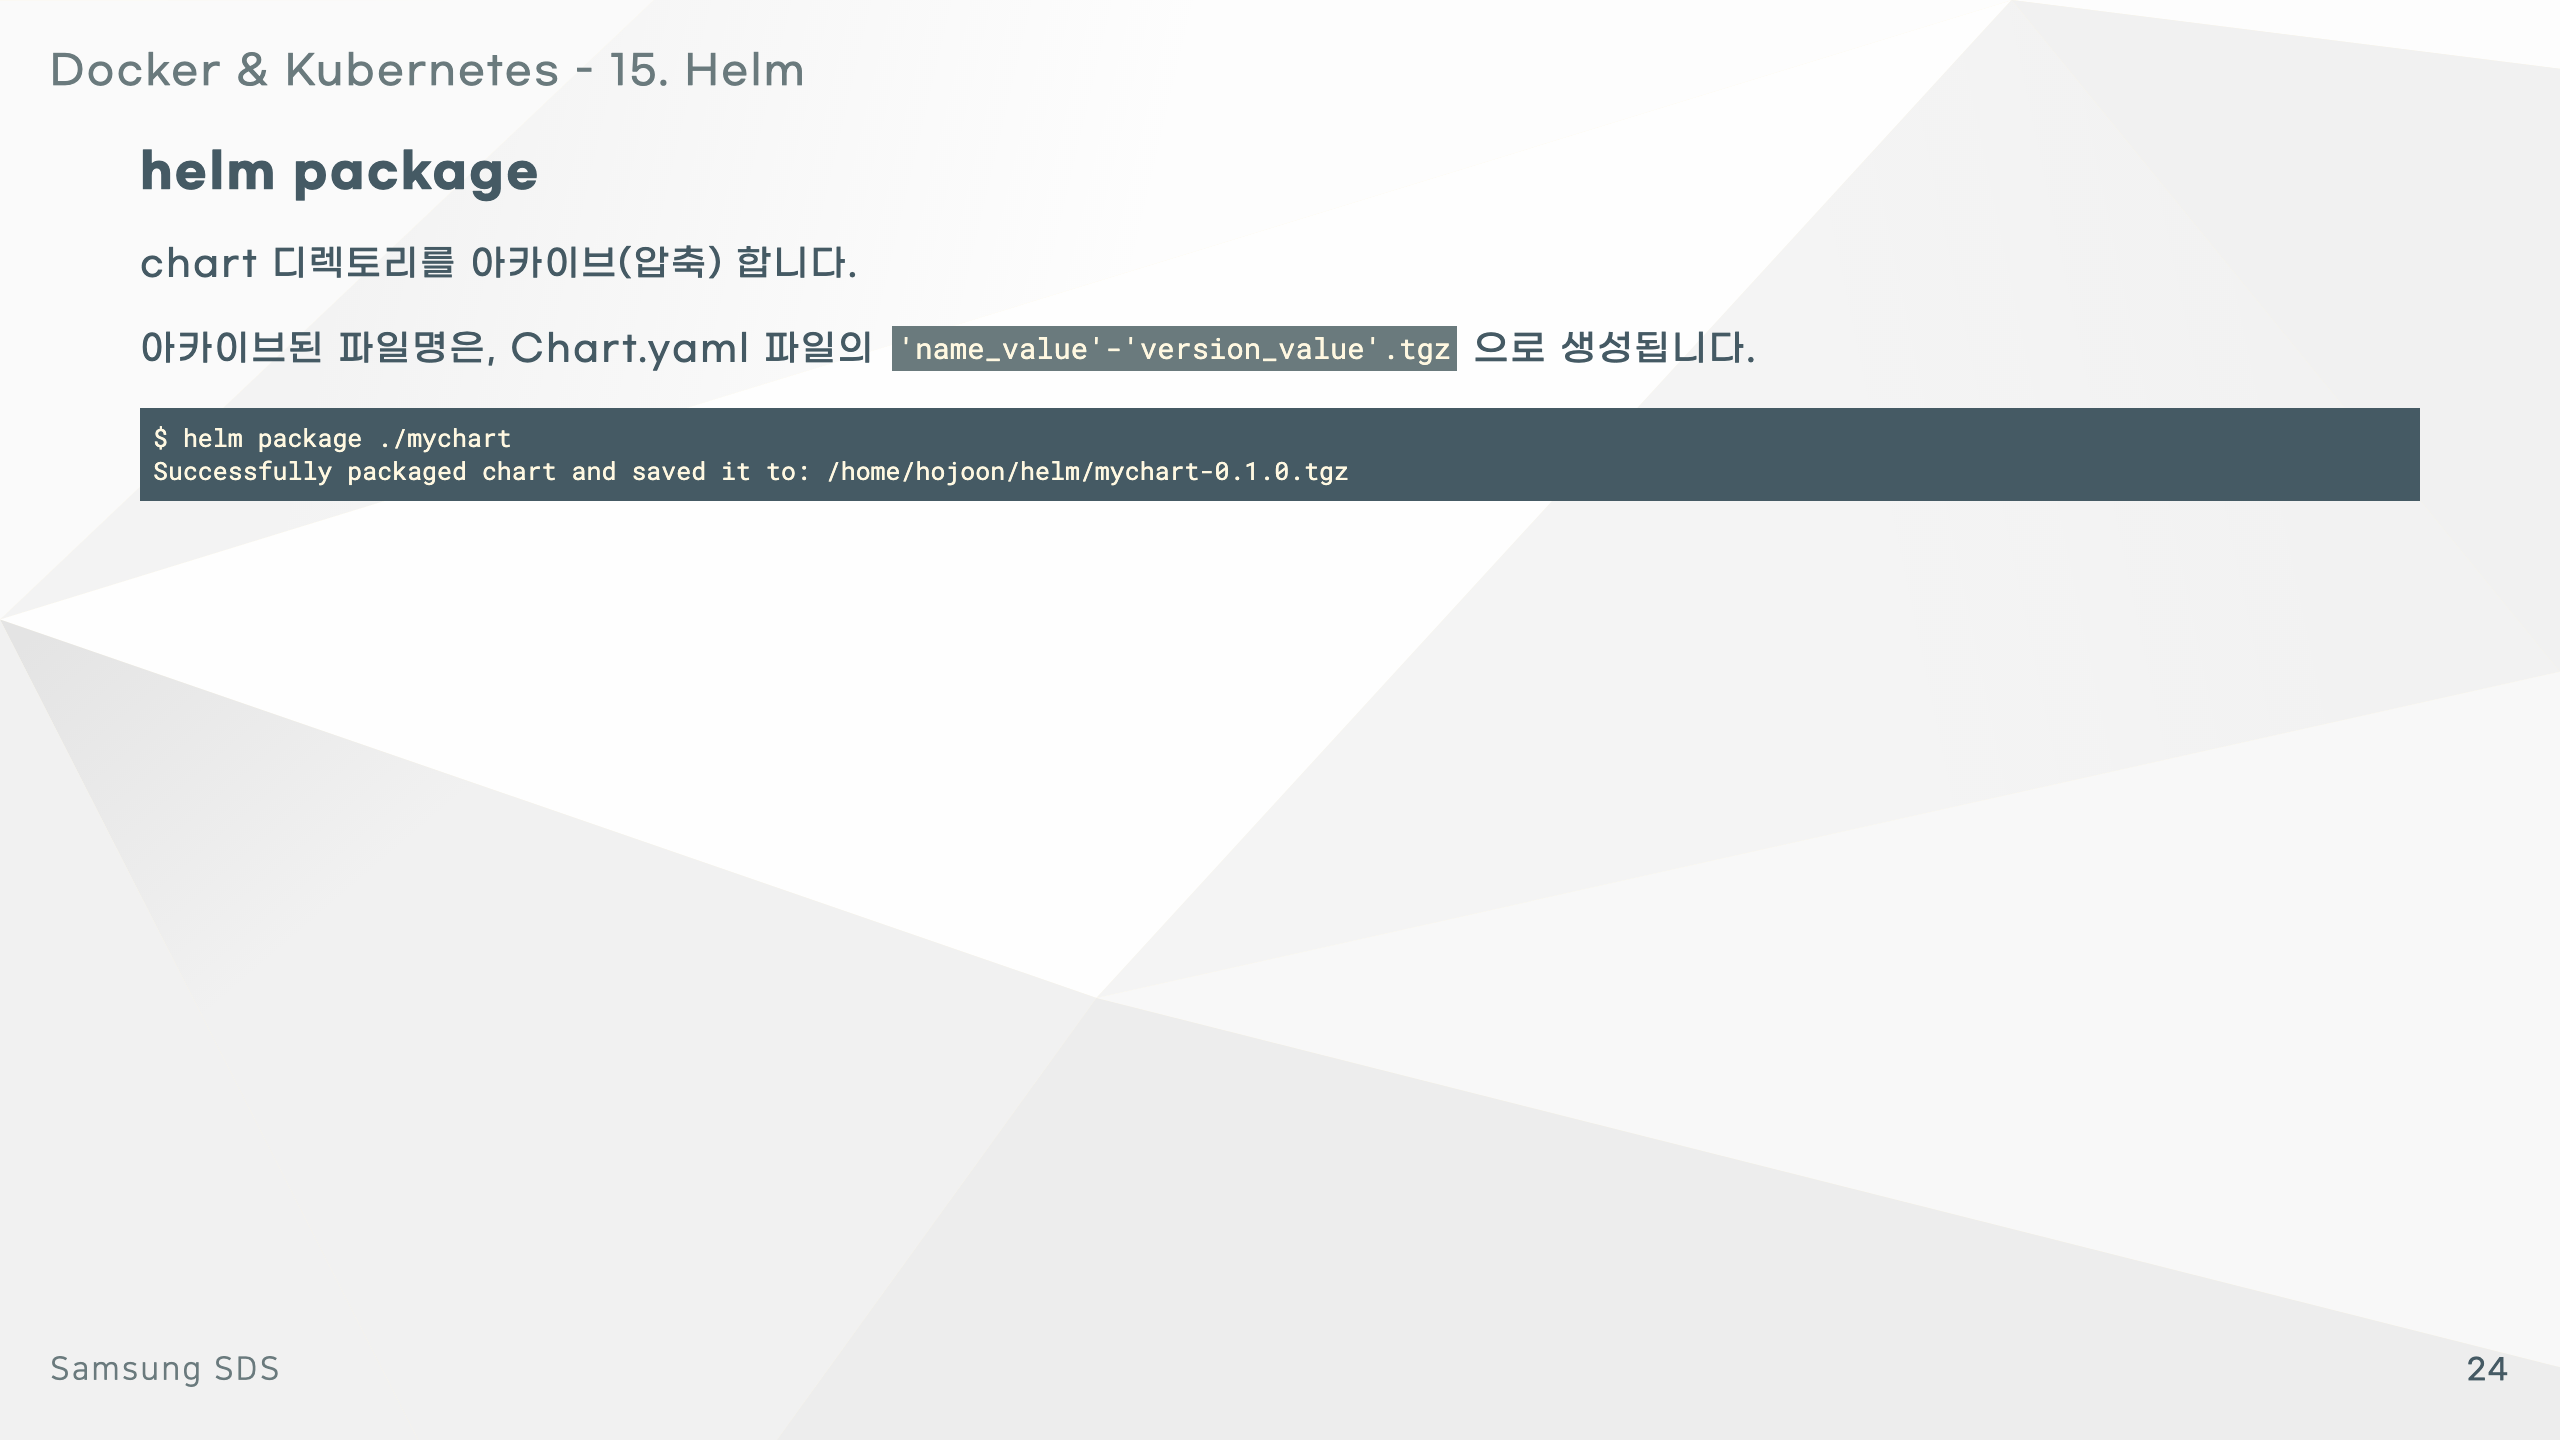 Docker & Kubernetes - 15. Helm
helm package
chart 디렉토리를 아카이브(압축) 합니다.
아카이브된 파일명은, Chart.yaml 파일의 'name_value'-'version_value'.tgz 으로 생성됩니다.
$ helm package ./mychart
Successfully packaged chart and saved it to: /home/hojoon/helm/mychart-0.1.0.tgz
Samsung SDS
24